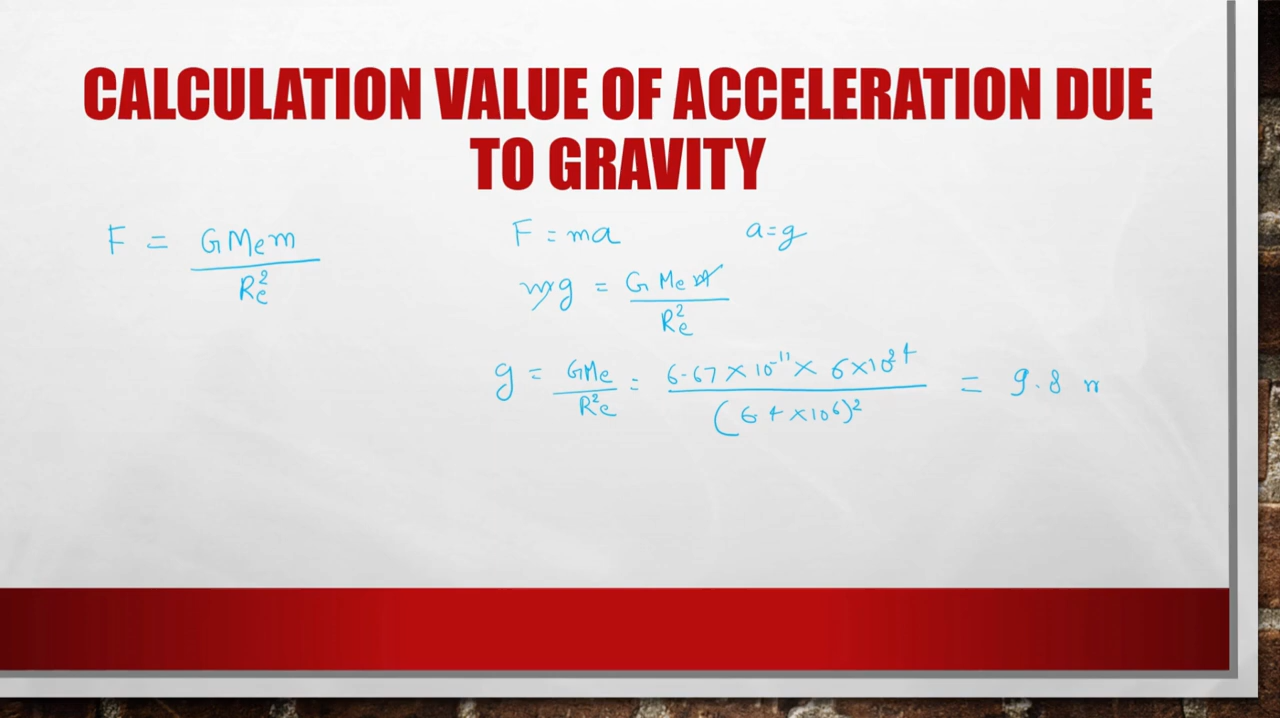 CALCULATION VALUE OF ACCELERATION DUE
TO GRAVITY
F = GMem / Re²
F = ma a=g
mg = G Me m / Re²
g = GMe / Re² = 6.67 × 10⁻¹¹ × 6×10²⁴ / (6 4 ×10⁶)² = 9.8 m